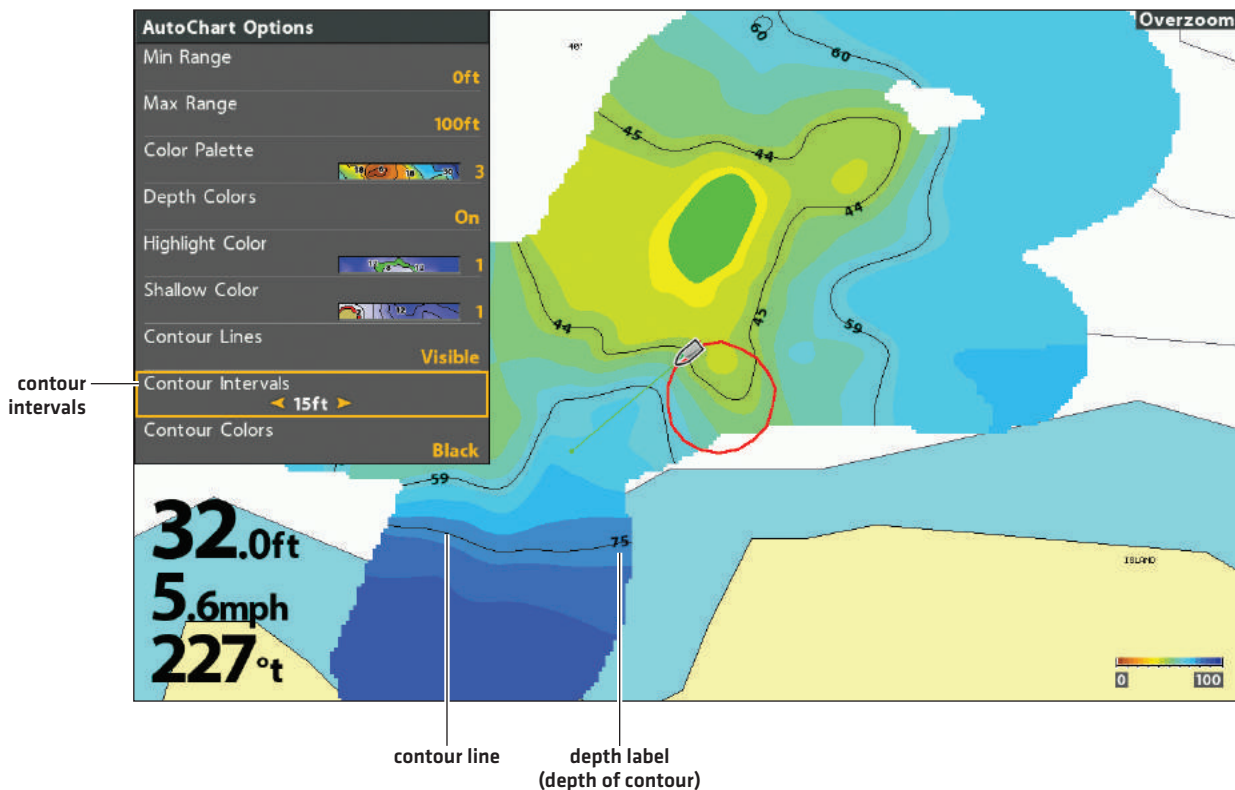 AutoChart Options
Min Range
0ft
Max Range
100ft
Color Palette
3
Depth Colors
On
Highlight Color
1
Shallow Color
1
Contour Lines
Visible
Contour Intervals
15ft
Contour Colors
Black
contour
intervals
Overzoom
40'
60
60
45
44
44
45
44
59
59
75
32.0ft
5.6mph
227°t
ISLAND
0 100
contour line
depth label
(depth of contour)